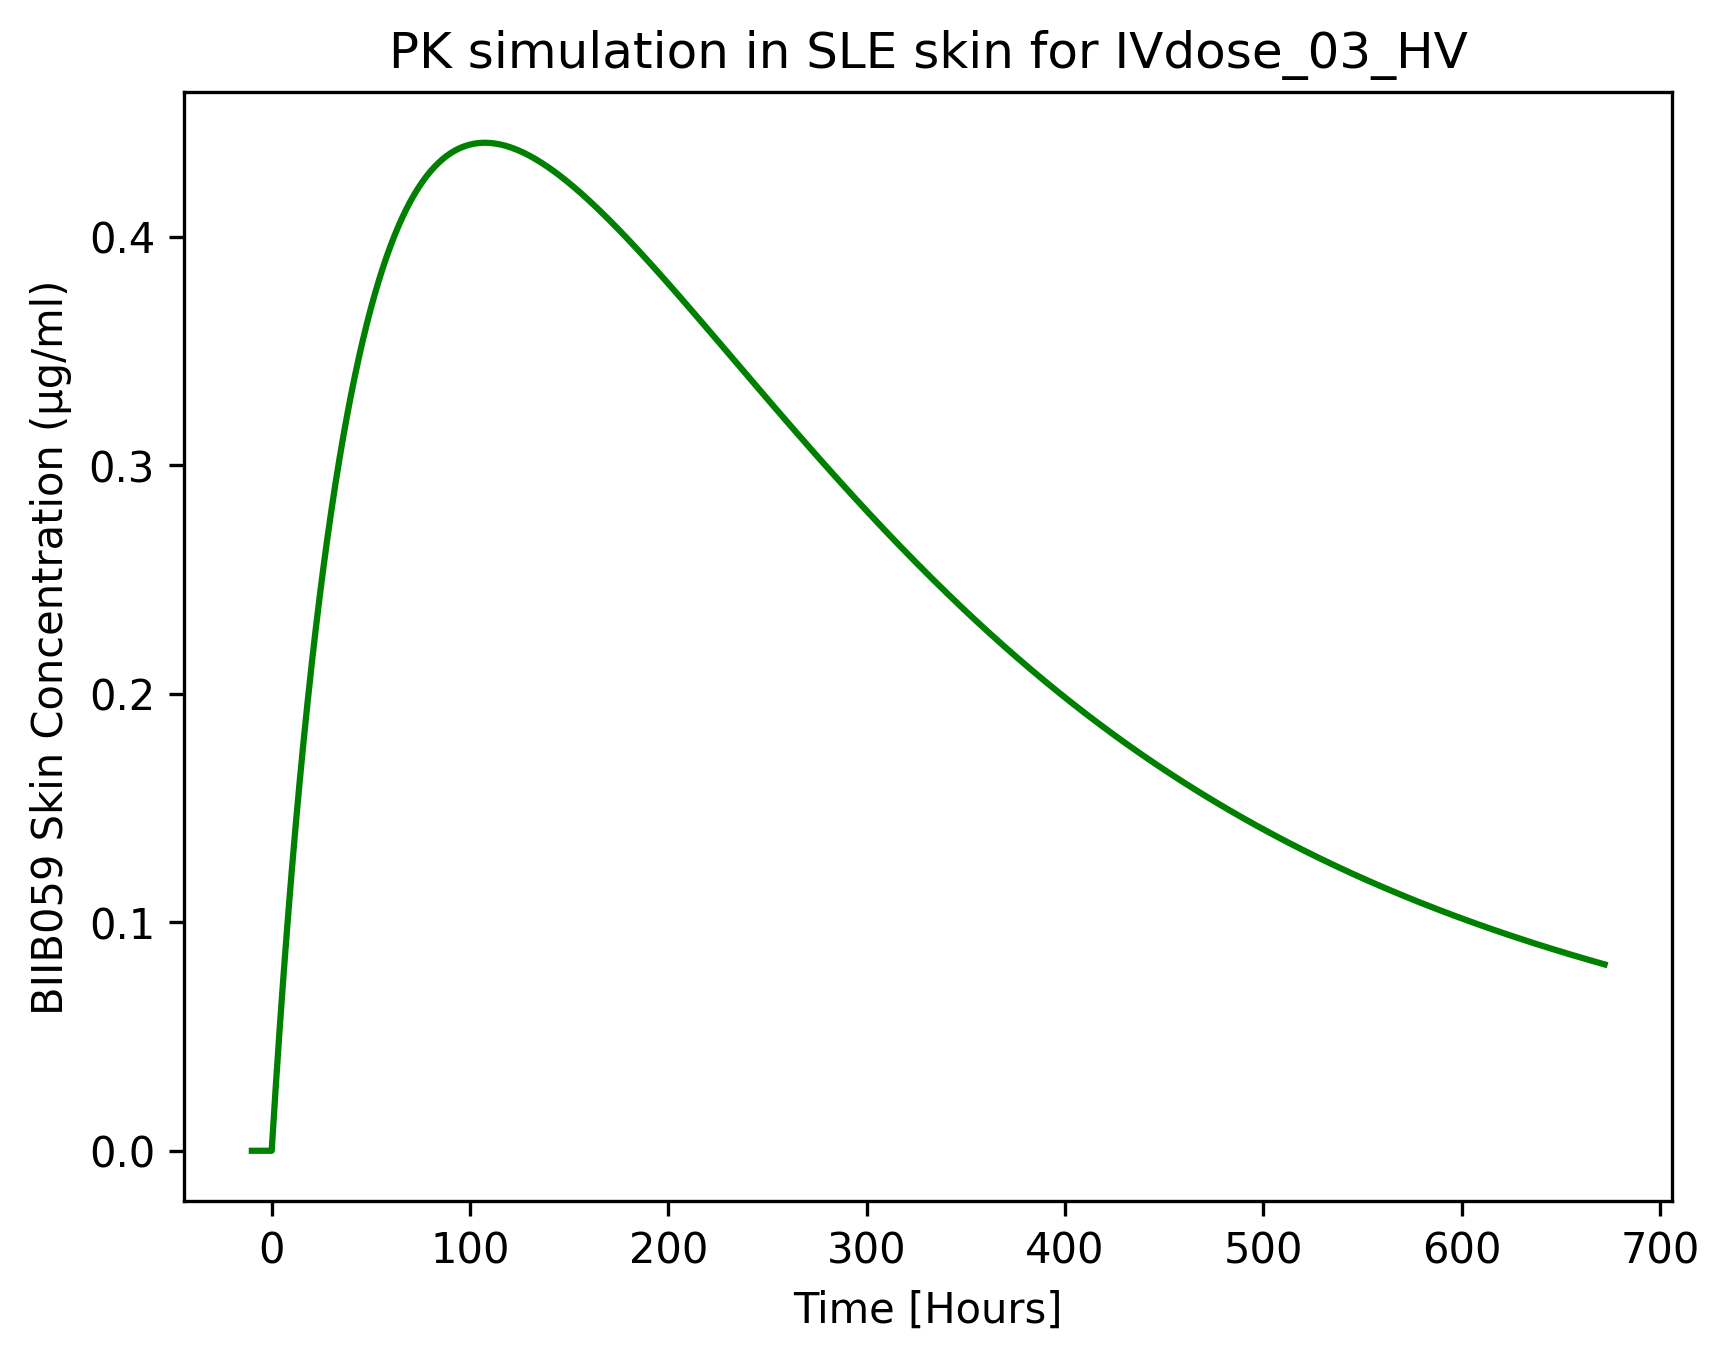 PK simulation in SLE skin for IVdose_03_HV
BIIB059 Skin Concentration (µg/ml)
0.4
0.3
0.2
0.1
0.0
0 100 200 300 400 500 600 700
Time [Hours]